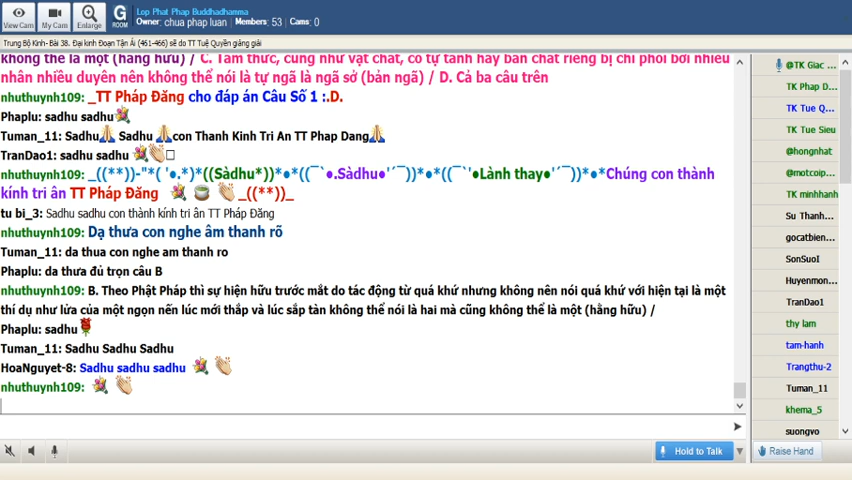 Lop Phat Phap Buddhadhamma
View Cam
My Cam
Enlarge
G
ROOM
Owner: chua phap luan / Members: 53 / Cams: 0
Trung Bộ Kinh- Bài 38. Đại kinh Đoạn Tận Ái (461-466) sẽ do TT Tuệ Quyền giảng giải
không thể là một (hằng hữu) / C. Tâm thức, cũng như vật chất, có tự tánh hay bản chất riêng bị chi phối bởi nhiều
nhân nhiều duyên nên không thể nói là tự ngã là ngã sở (bản ngã) / D. Cả ba câu trên
nhuthuynh109: _TT Pháp Đăng cho đáp án Câu Số 1 :.D.
Phaplu: sadhu sadhu
Tuman_11: Sadhu Sadhu con Thanh Kinh Tri An TT Phap Dang
TranDao1: sadhu sadhu
nhuthuynh109: _((**))-"*( '●.*)*((Sàdhu*))*●*((¯`●.Sàdhu●'´¯))*●*((¯`'●Lành thay●'´¯))*●*Chúng con thành
kính tri ân TT Pháp Đăng _((**))_
tu bi_3: Sadhu sadhu con thành kính tri ân TT Pháp Đăng
nhuthuynh109: Dạ thưa con nghe âm thanh rõ
Tuman_11: da thua con nghe am thanh ro
Phaplu: da thưa đủ trọn câu B
nhuthuynh109: B. Theo Phật Pháp thì sự hiện hữu trước mắt do tác động từ quá khứ nhưng không nên nói quá khứ với hiện tại là một
thí dụ như lửa của một ngọn nến lúc mới thắp và lúc sắp tàn không thể nói là hai mà cũng không thể là một (hằng hữu) /
Phaplu: sadhu
Tuman_11: Sadhu Sadhu Sadhu
HoaNguyet-8: Sadhu sadhu sadhu
nhuthuynh109:
Hold to Talk
@TK Giac ...
TK Phap D...
TK Tue Q...
TK Tue Sieu
@hongnhat
@motcoip...
TK minhhanh
Su Thanh...
gocatbien...
SonSuoI
Huyenmon...
TranDao1
thy lam
tam-hanh
Trangthu-2
Tuman_11
khema_5
suongvo
Raise Hand